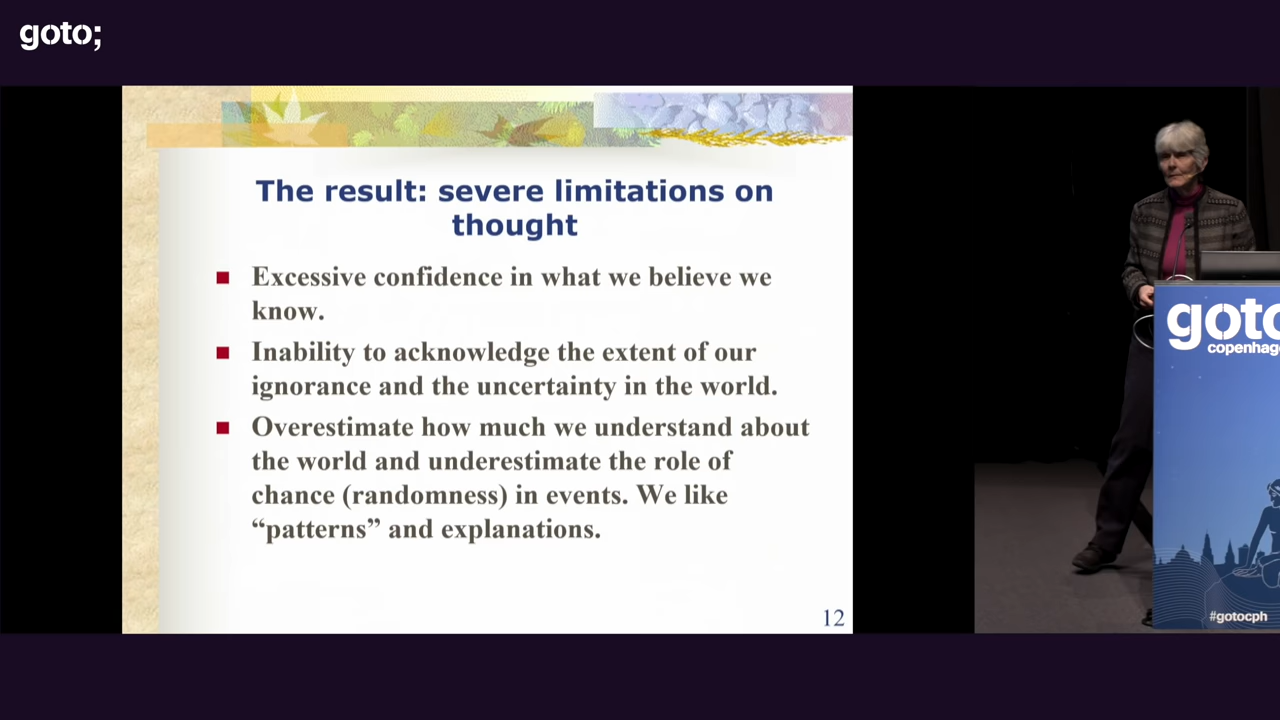 goto;
The result: severe limitations on
thought
Excessive confidence in what we believe we
know.
Inability to acknowledge the extent of our
ignorance and the uncertainty in the world.
Overestimate how much we understand about
the world and underestimate the role of
chance (randomness) in events. We like
“patterns” and explanations.
12
goto
copenhag
#gotocph